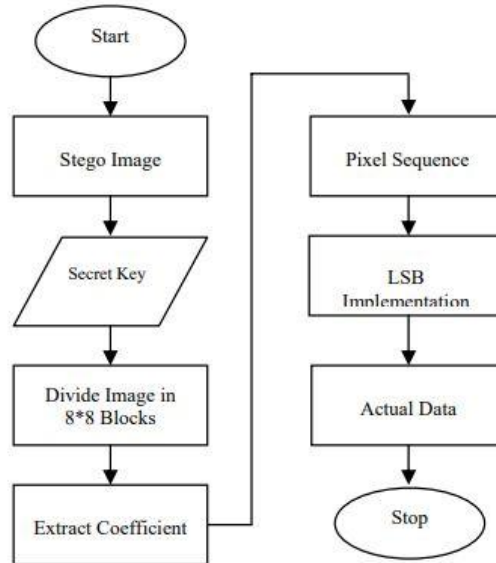 Start
Stego Image
Secret Key
Divide Image in
8*8 Blocks
Extract Coefficient
Pixel Sequence
LSB
Implementation
Actual Data
Stop